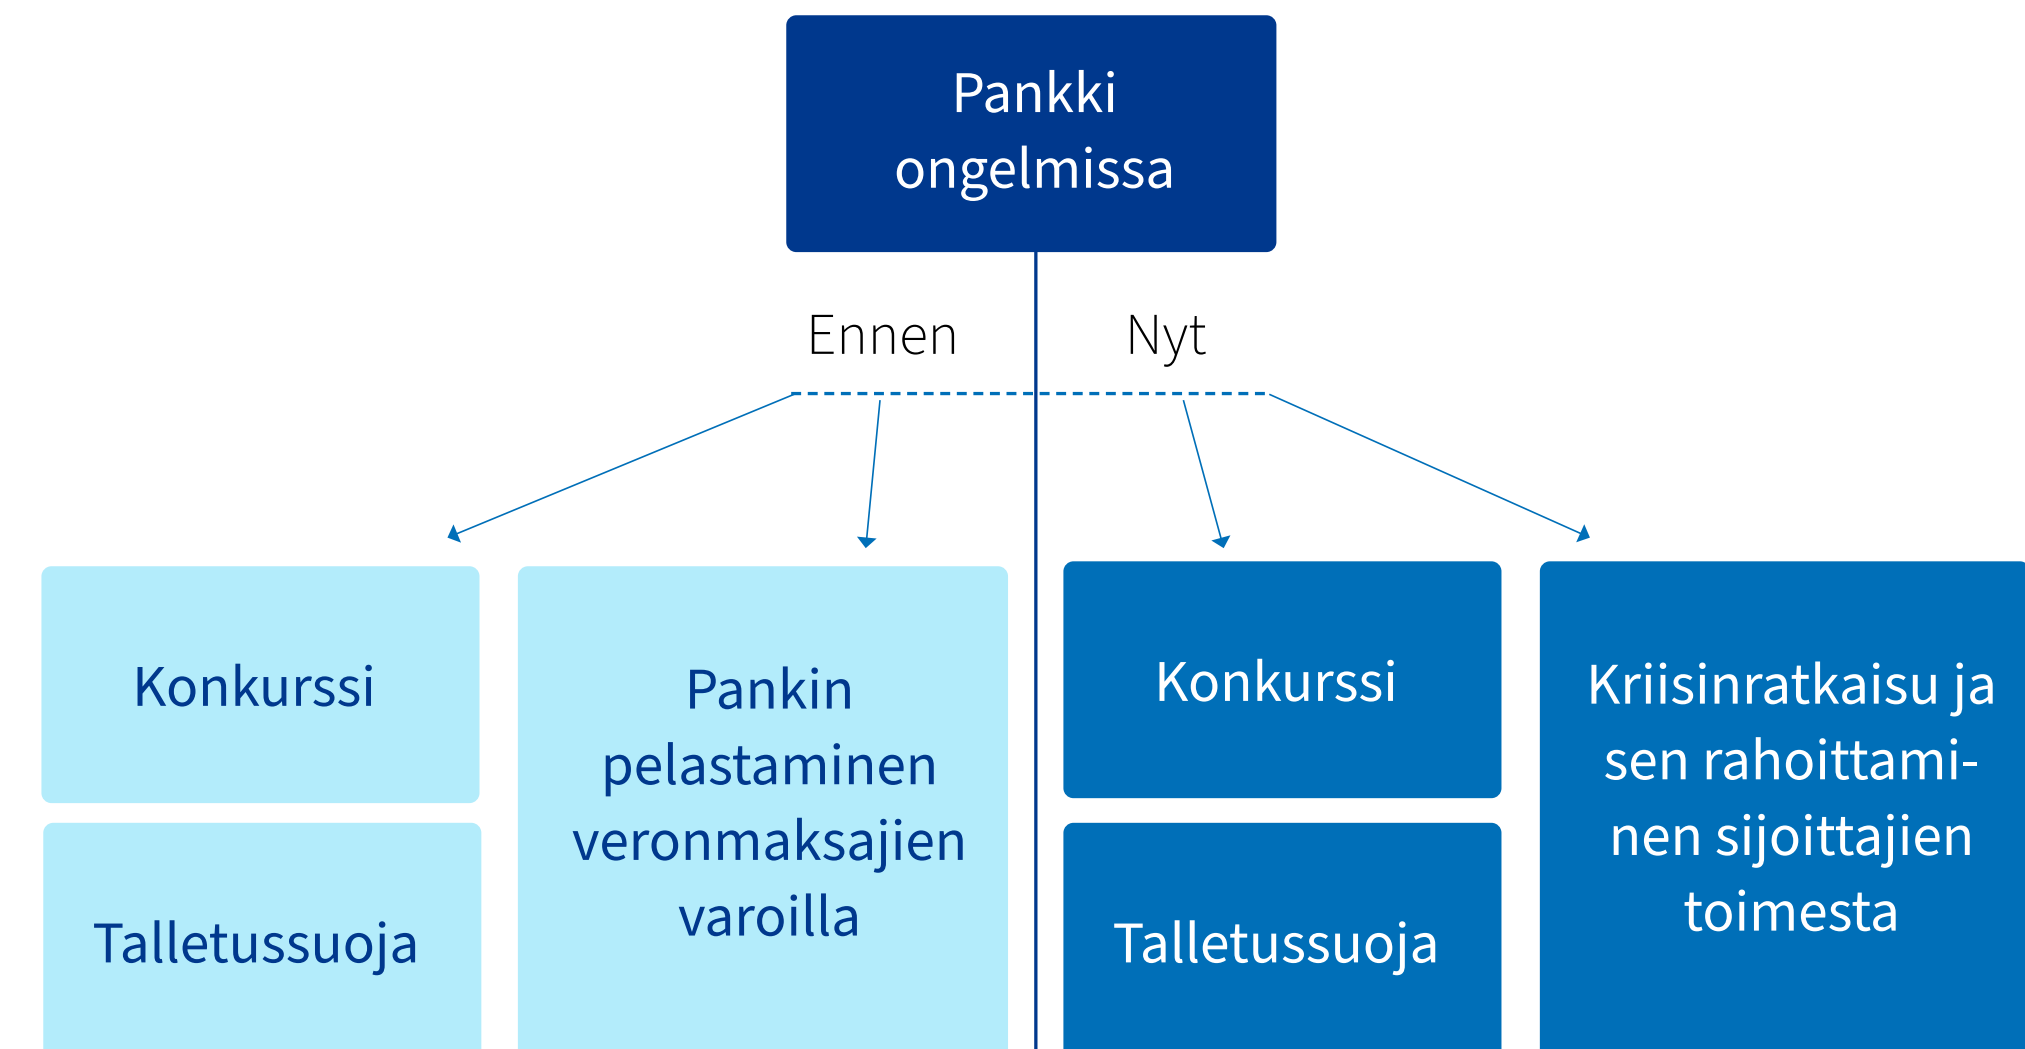 Pankki
ongelmissa
Ennen
Nyt
Konkurssi
Talletussuoja
Pankin
pelastaminen
veronmaksajien
varoilla
Konkurssi
Talletussuoja
Kriisinratkaisu ja
sen rahoittami-
nen sijoittajien
toimesta